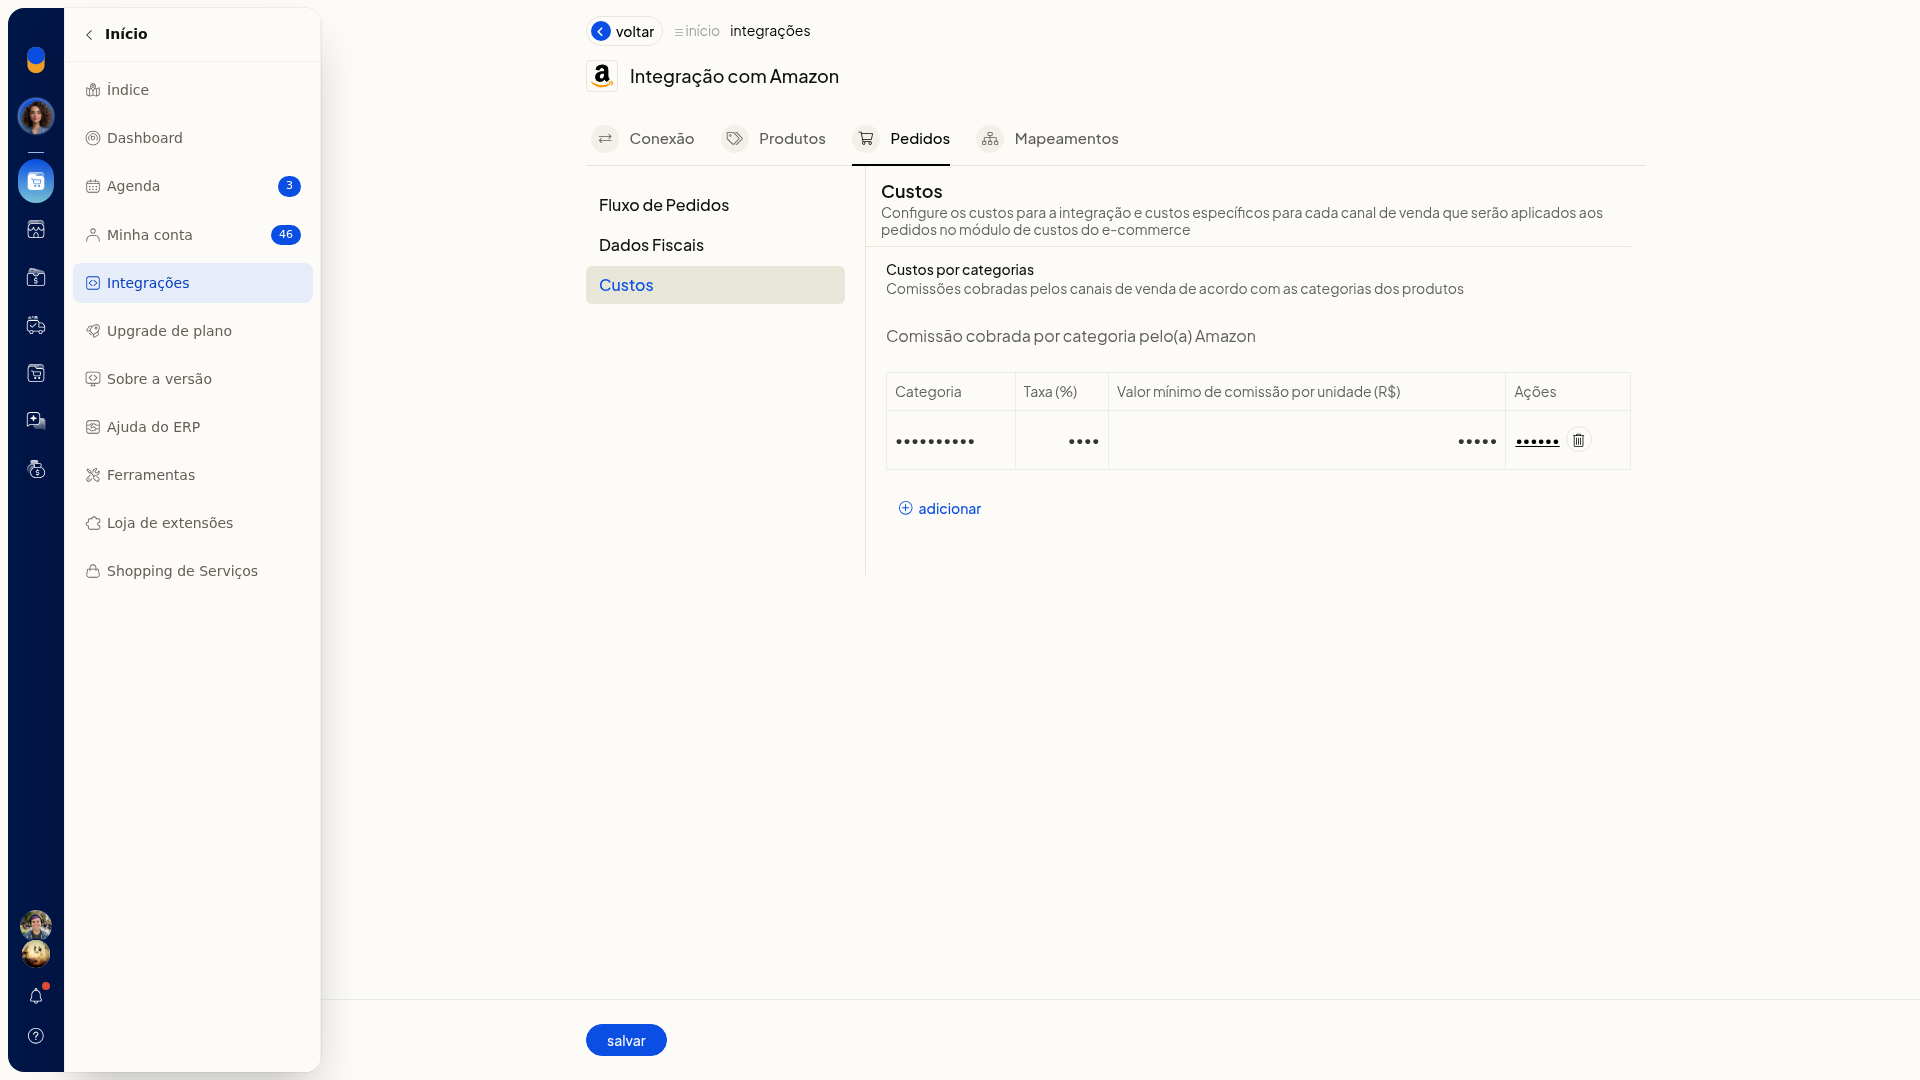 Início
Índice
Dashboard
Agenda 3
Minha conta 46
Integrações
Upgrade de plano
Sobre a versão
Ajuda do ERP
Ferramentas
Loja de extensões
Shopping de Serviços
voltar início integrações
Integração com Amazon
Conexão Produtos Pedidos Mapeamentos
Fluxo de Pedidos
Dados Fiscais
Custos
Custos
Configure os custos para a integração e custos específicos para cada canal de venda que serão aplicados aos
pedidos no módulo de custos do e-commerce
Custos por categorias
Comissões cobradas pelos canais de venda de acordo com as categorias dos produtos
Comissão cobrada por categoria pelo(a) Amazon
Categoria Taxa (%) Valor mínimo de comissão por unidade (R$) Ações
•••••••••• •••• ••••• ••••••
adicionar
salvar